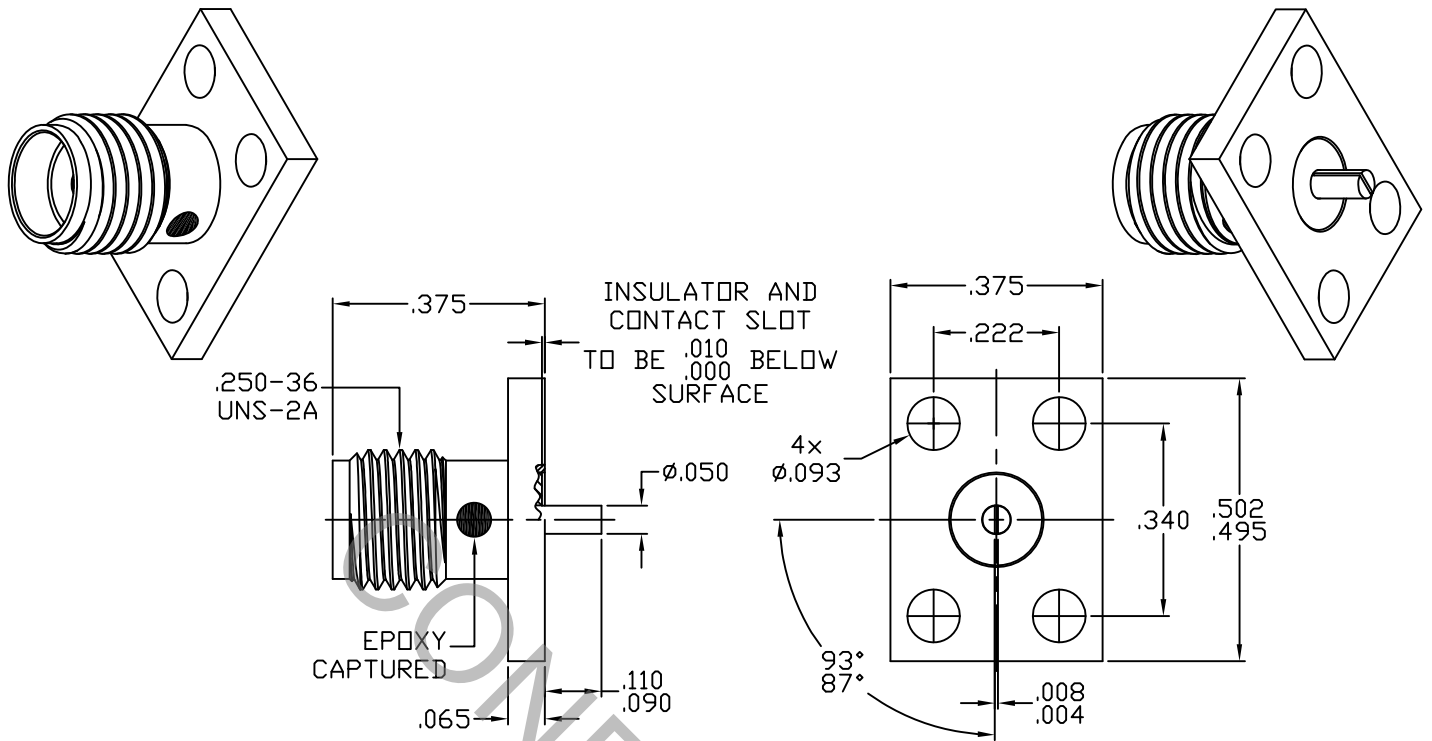 .375
INSULATOR AND
CONTACT SLOT
TO BE .010 BELOW
.000
SURFACE
.250-36
UNS-2A
Ø.050
EPOXY
CAPTURED
.110
.090
.065
.375
.222
4x
Ø.093
.340
.502
.495
93°
87°
.008
.004